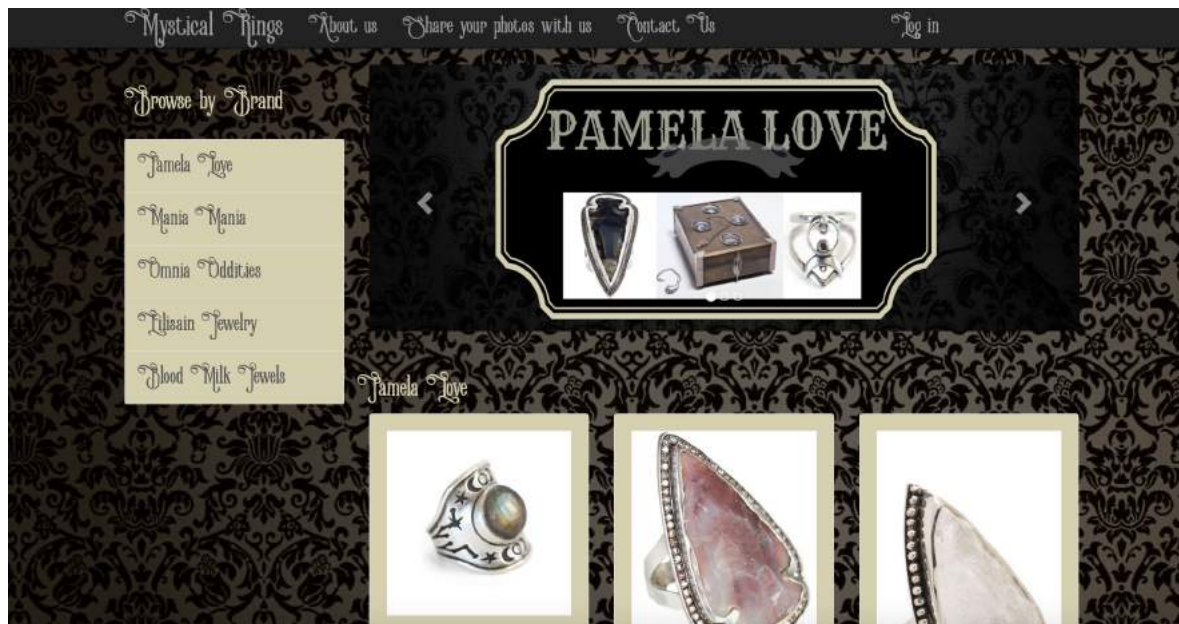 Mystical Rings About us Share your photos with us Contact Us Log in
Browse by Brand
Pamela Love
Mania Mania
Omnia Oddities
Lilisain Jewelry
Blood Milk Jewels
PAMELA LOVE
Pamela Love